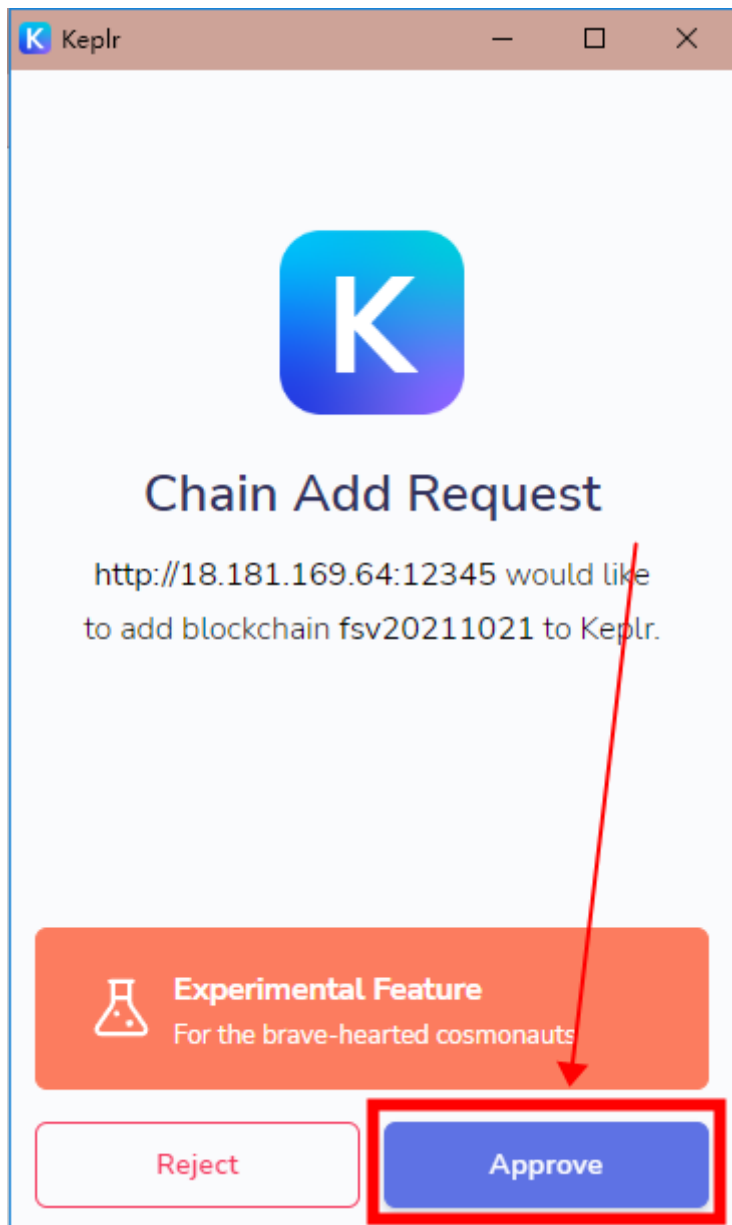 K Keplr
K
Chain Add Request
http://18.181.169.64:12345 would like
to add blockchain fsv20211021 to Keplr.
Experimental Feature
For the brave-hearted cosmonauts
Reject
Approve